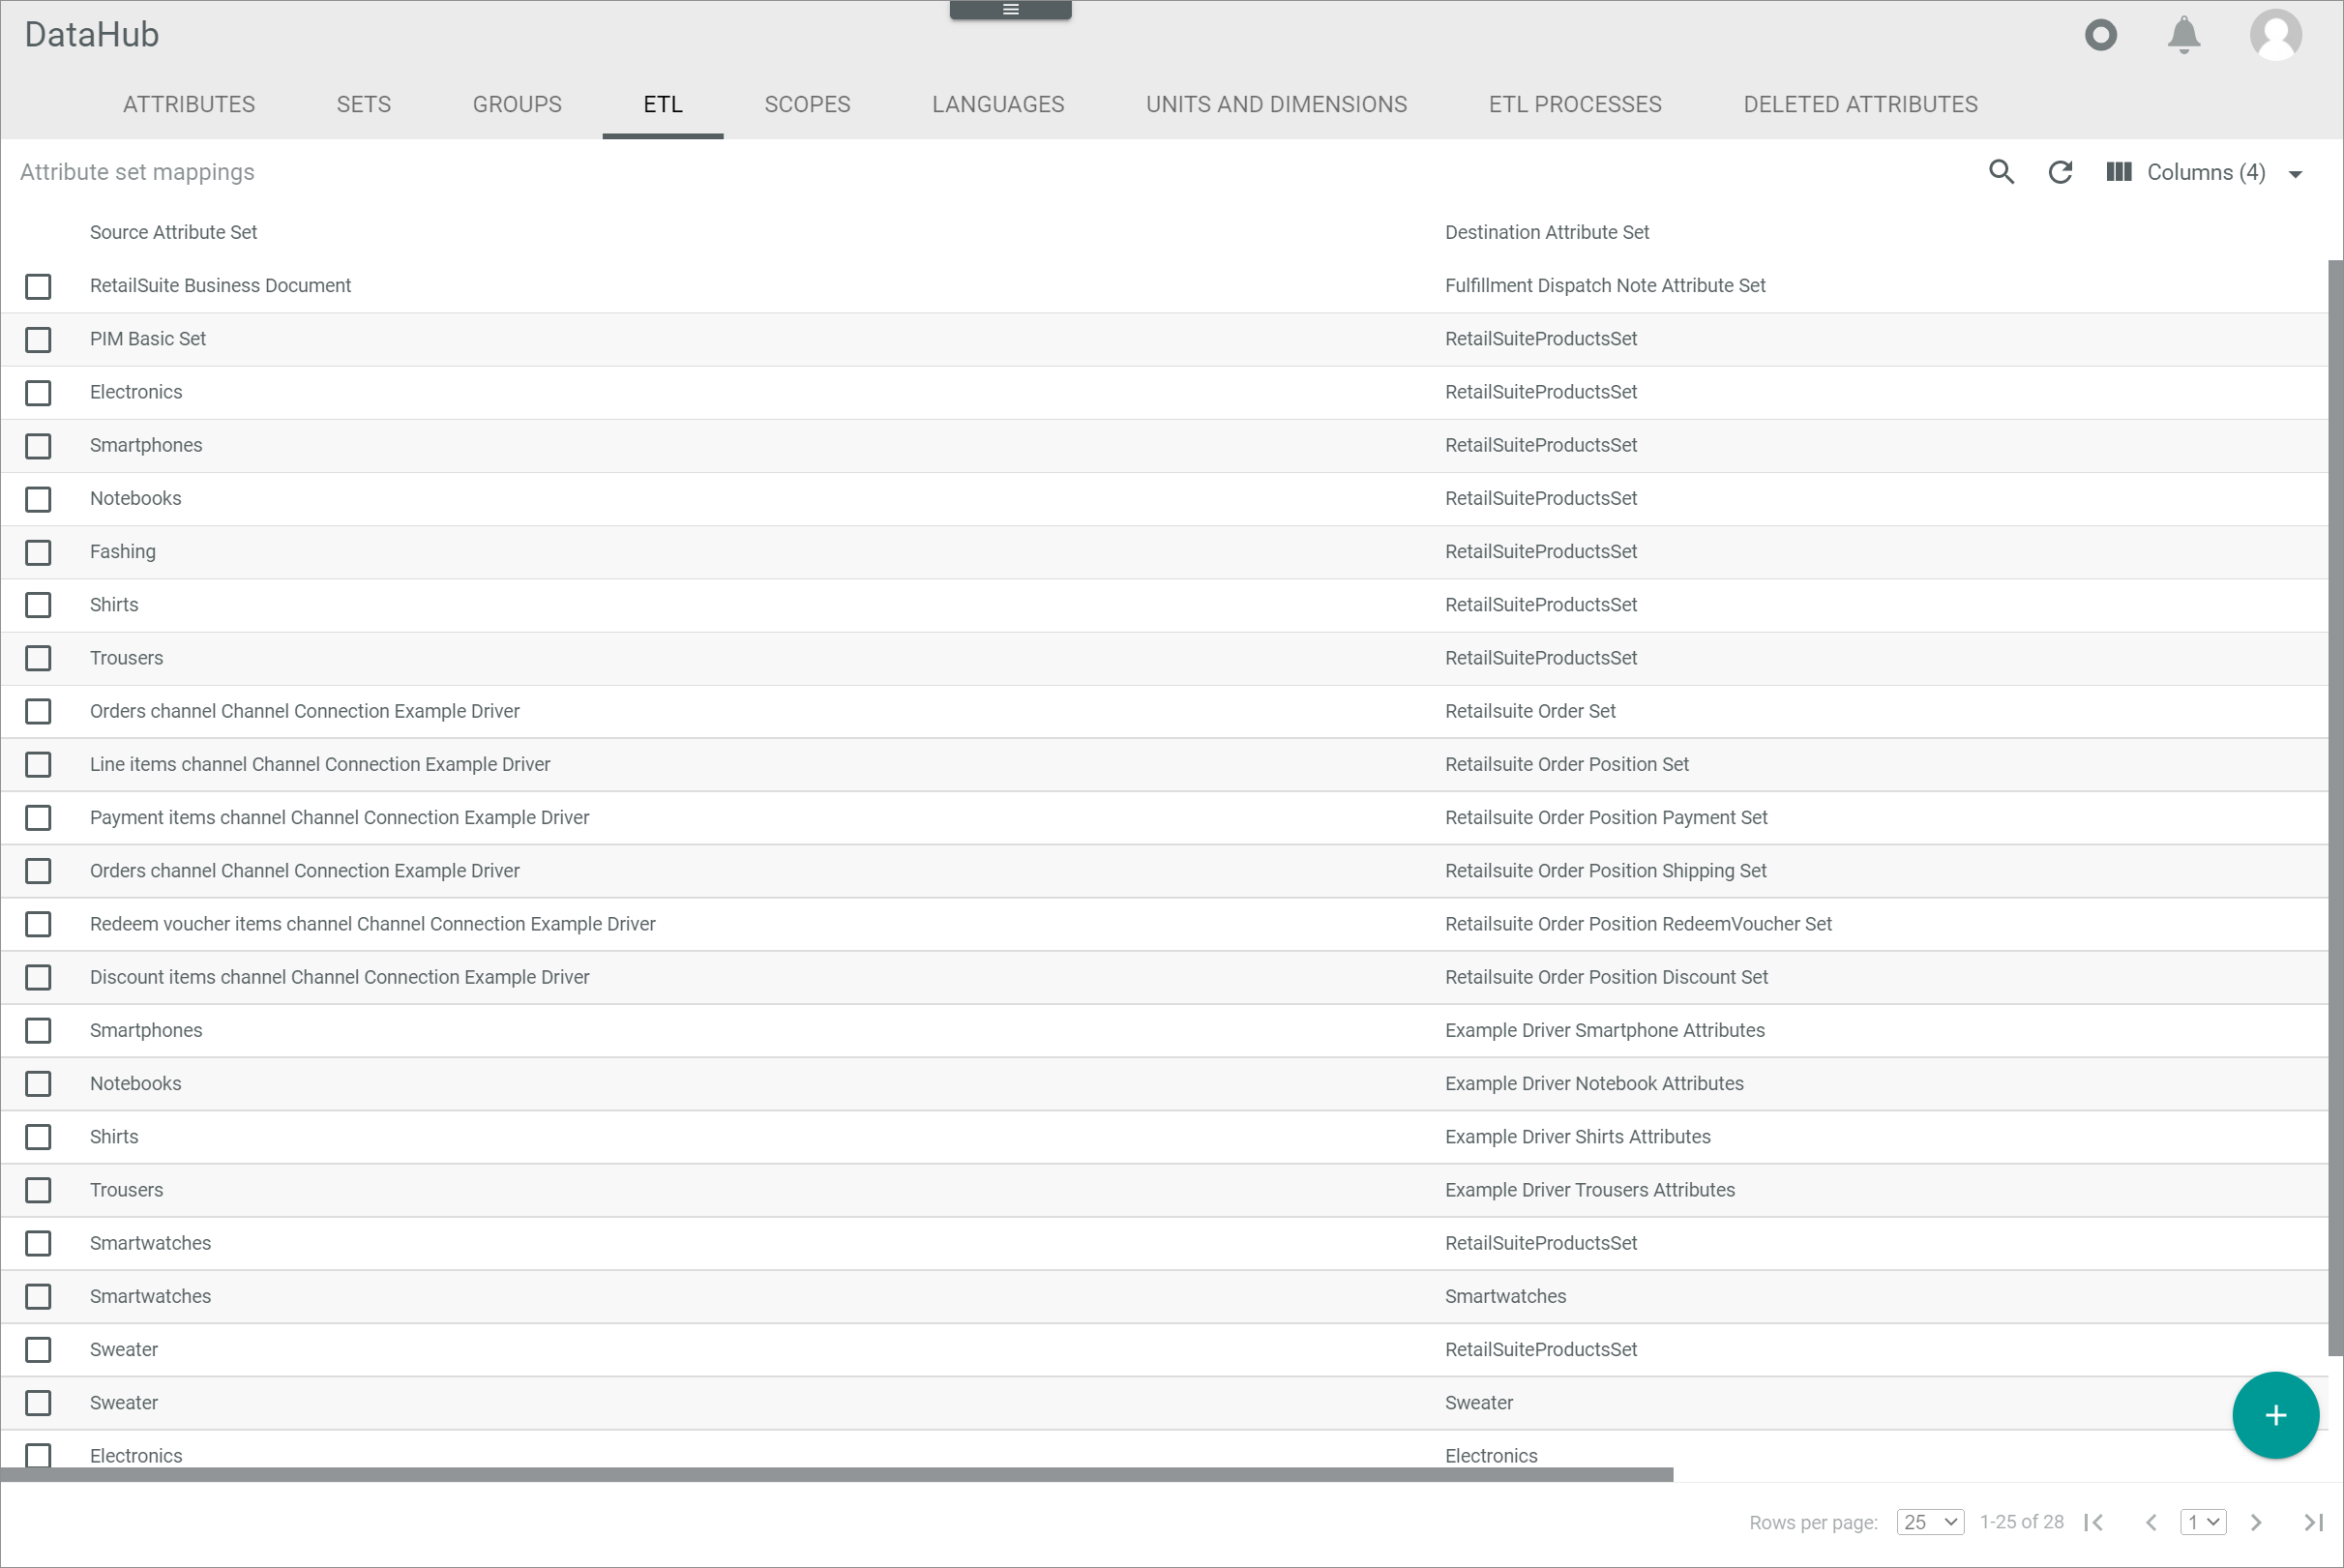 DataHub
ATTRIBUTES SETS GROUPS ETL SCOPES LANGUAGES UNITS AND DIMENSIONS ETL PROCESSES DELETED ATTRIBUTES
Attribute set mappings Columns (4)
Source Attribute Set Destination Attribute Set
RetailSuite Business Document Fulfillment Dispatch Note Attribute Set
PIM Basic Set RetailSuiteProductsSet
Electronics RetailSuiteProductsSet
Smartphones RetailSuiteProductsSet
Notebooks RetailSuiteProductsSet
Fashing RetailSuiteProductsSet
Shirts RetailSuiteProductsSet
Trousers RetailSuiteProductsSet
Orders channel Channel Connection Example Driver Retailsuite Order Set
Line items channel Channel Connection Example Driver Retailsuite Order Position Set
Payment items channel Channel Connection Example Driver Retailsuite Order Position Payment Set
Orders channel Channel Connection Example Driver Retailsuite Order Position Shipping Set
Redeem voucher items channel Channel Connection Example Driver Retailsuite Order Position RedeemVoucher Set
Discount items channel Channel Connection Example Driver Retailsuite Order Position Discount Set
Smartphones Example Driver Smartphone Attributes
Notebooks Example Driver Notebook Attributes
Shirts Example Driver Shirts Attributes
Trousers Example Driver Trousers Attributes
Smartwatches RetailSuiteProductsSet
Smartwatches Smartwatches
Sweater RetailSuiteProductsSet
Sweater Sweater
Electronics Electronics
Rows per page: 25 1-25 of 28 1